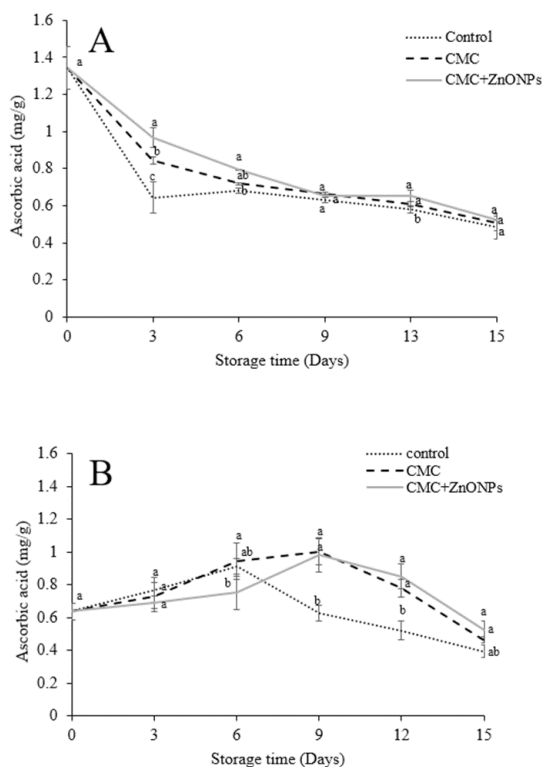 A
Control
CMC
CMC+ZnONPs
Ascorbic acid (mg/g)
1.6
1.4
1.2
1
0.8
0.6
0.4
0.2
0
a
a
b
c
a
ab
b
a
a
a
a
a
b
a
a
a
0 3 6 9 13 15
Storage time (Days)
B
control
CMC
CMC+ZnONPs
Ascorbic acid (mg/g)
1.6
1.4
1.2
1
0.8
0.6
0.4
0.2
0
a
a
a
a
a
ab
b
a
a
b
a
a
b
a
a
ab
0 3 6 9 12 15
Storage time (Days)